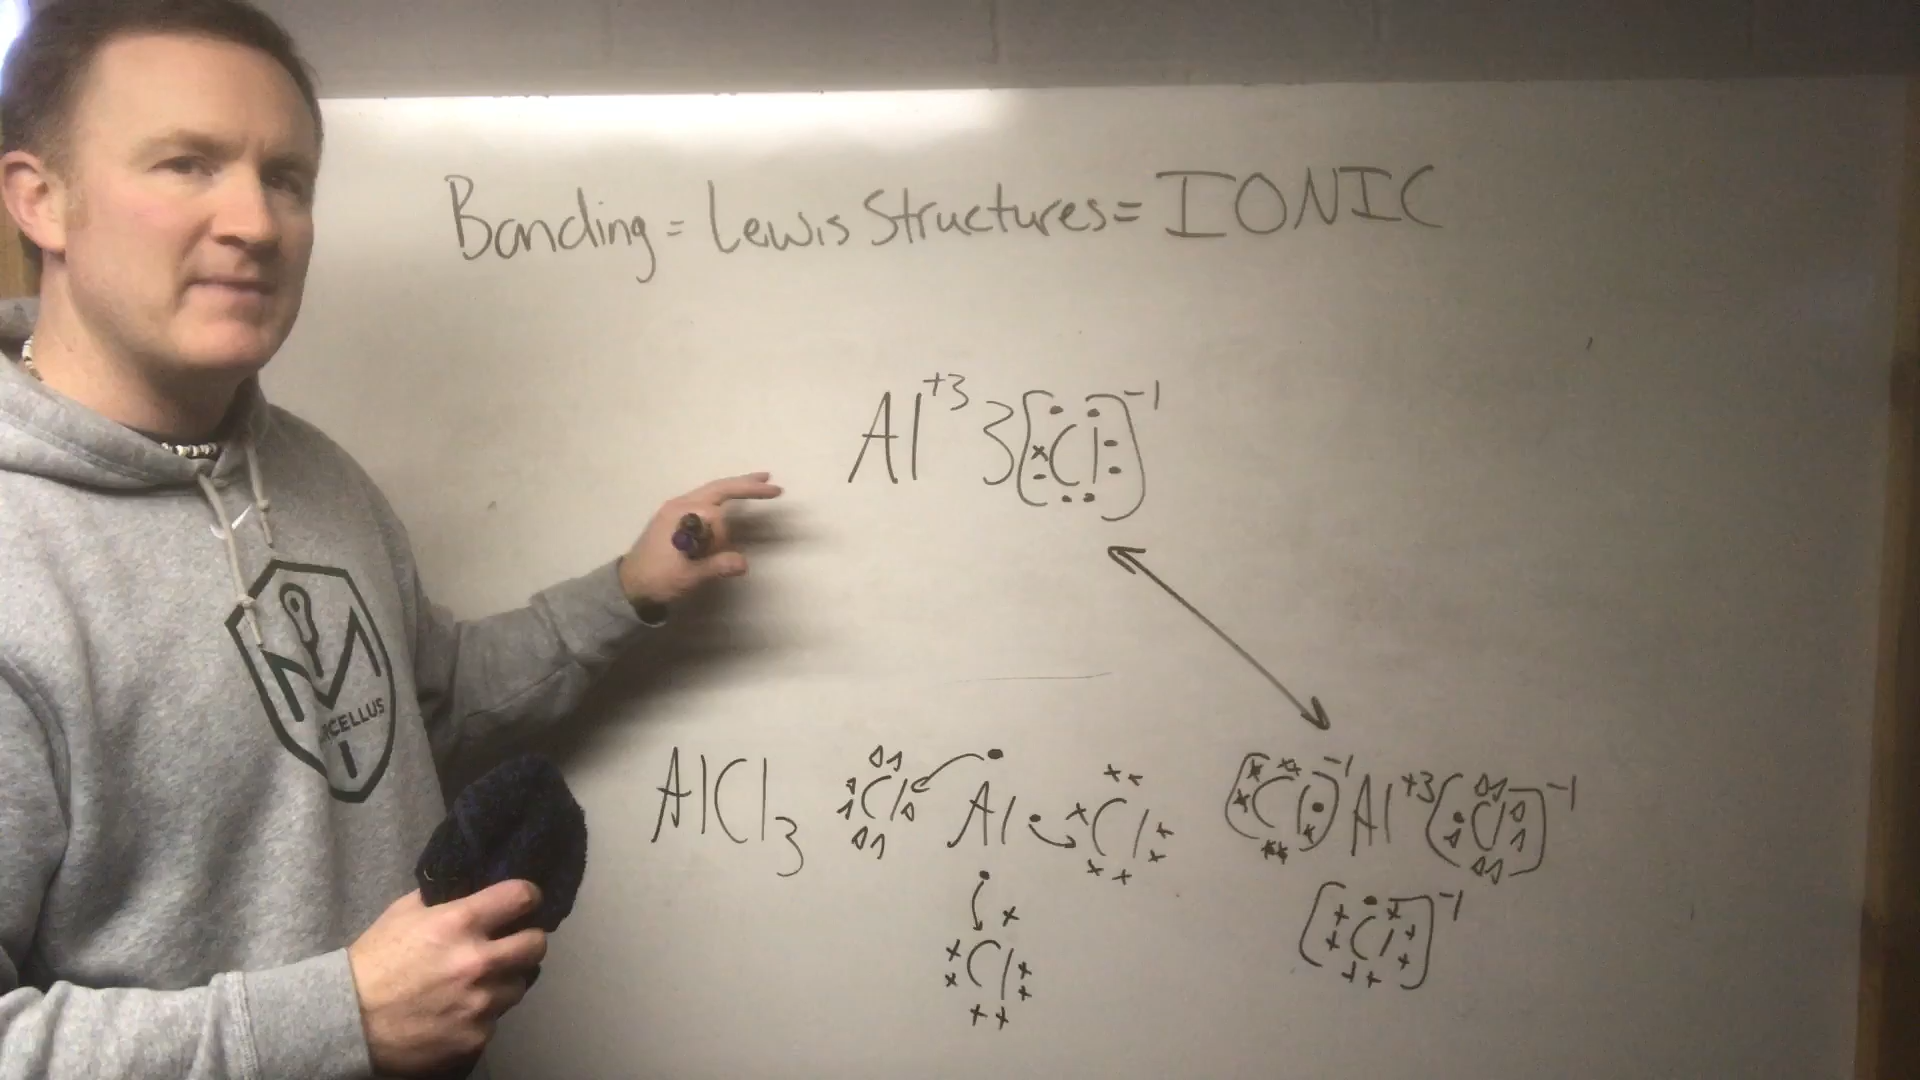 Bonding = Lewis Structures = IONIC
Al+3 3[Cl]-1
AlCl3 Cl Al Cl [Cl]-1 Al+3 [Cl]-1
Cl [Cl]-1
M